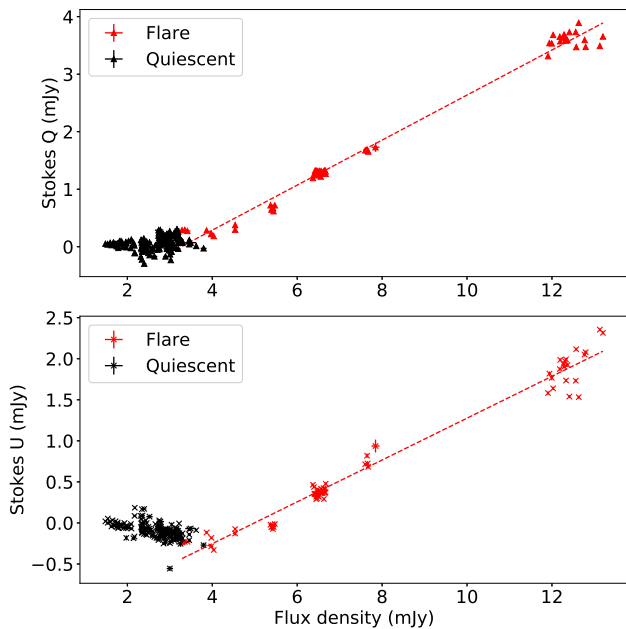 4
3
2
1
0
Stokes Q (mJy)
Flare
Quiescent
2 4 6 8 10 12
2.5
2.0
1.5
1.0
0.5
0.0
−0.5
Stokes U (mJy)
Flare
Quiescent
2 4 6 8 10 12
Flux density (mJy)